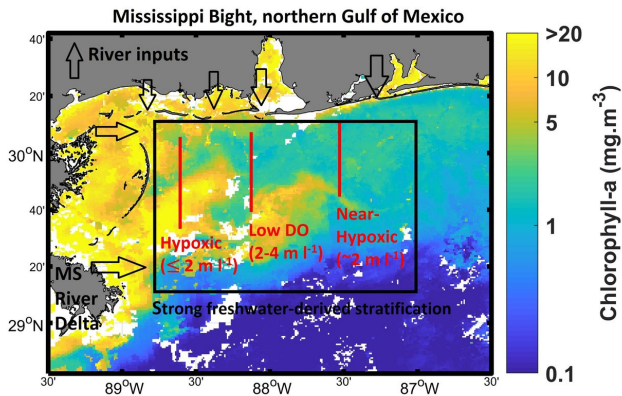 Mississippi Bight, northern Gulf of Mexico
River inputs
40'
20'
30°N
40'
20'
29°N
Hypoxic
(≤ 2 m l-1)
Low DO
(2-4 m l-1)
Near-
Hypoxic
(~2 m l-1)
MS
River
Delta
Strong freshwater-derived stratification
30'
89°W
30'
88°W
30'
87°W
30'
>20
10
5
1
0.1
Chlorophyll-a (mg.m-3)